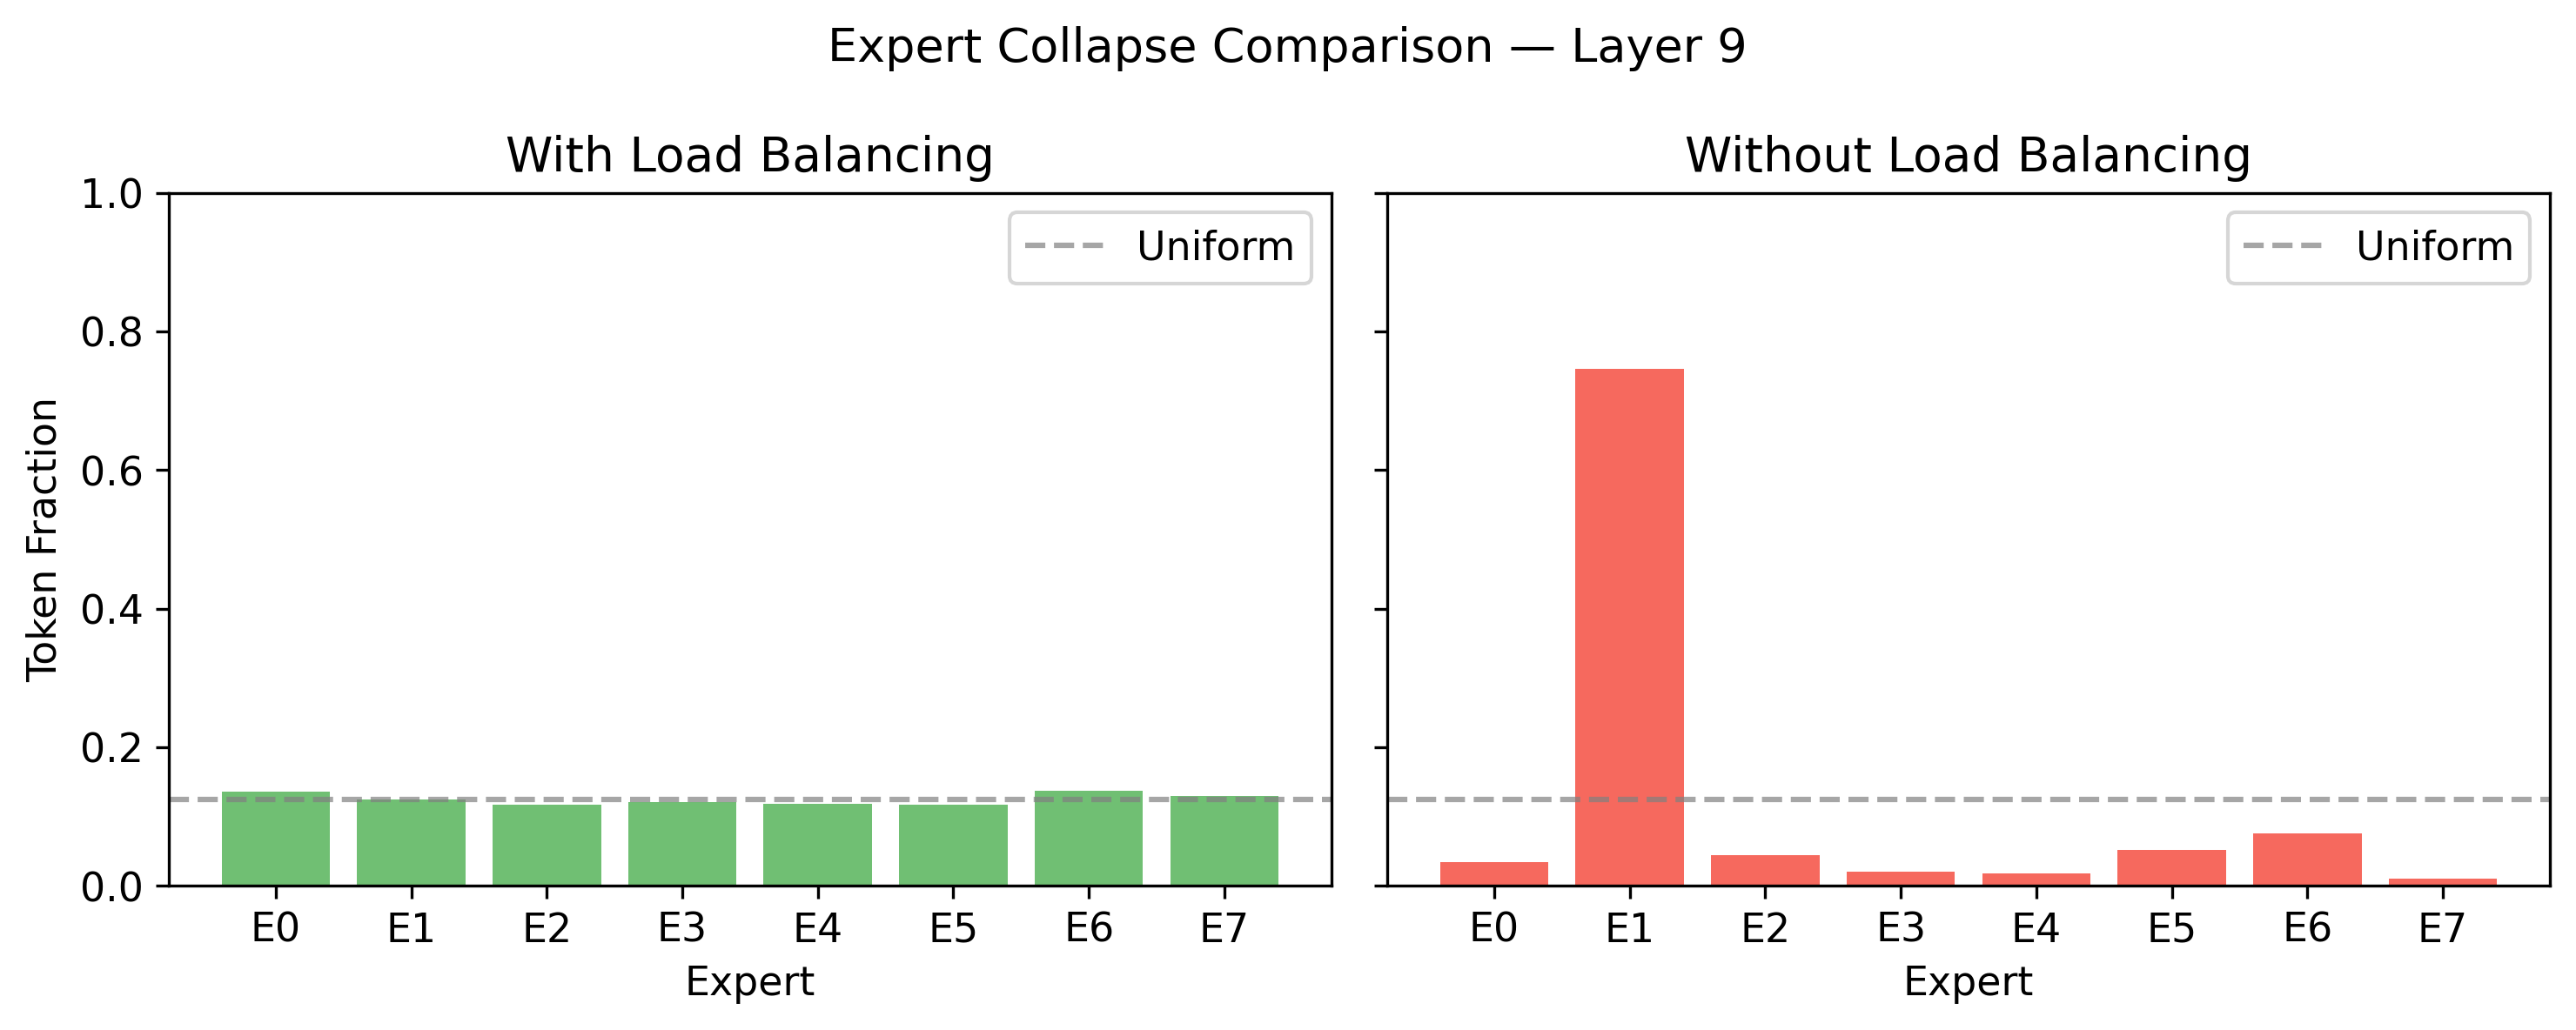 Expert Collapse Comparison — Layer 9
With Load Balancing
1.0
0.8
0.6
0.4
0.2
0.0
Token Fraction
Uniform
E0 E1 E2 E3 E4 E5 E6 E7
Expert
Without Load Balancing
Uniform
E0 E1 E2 E3 E4 E5 E6 E7
Expert